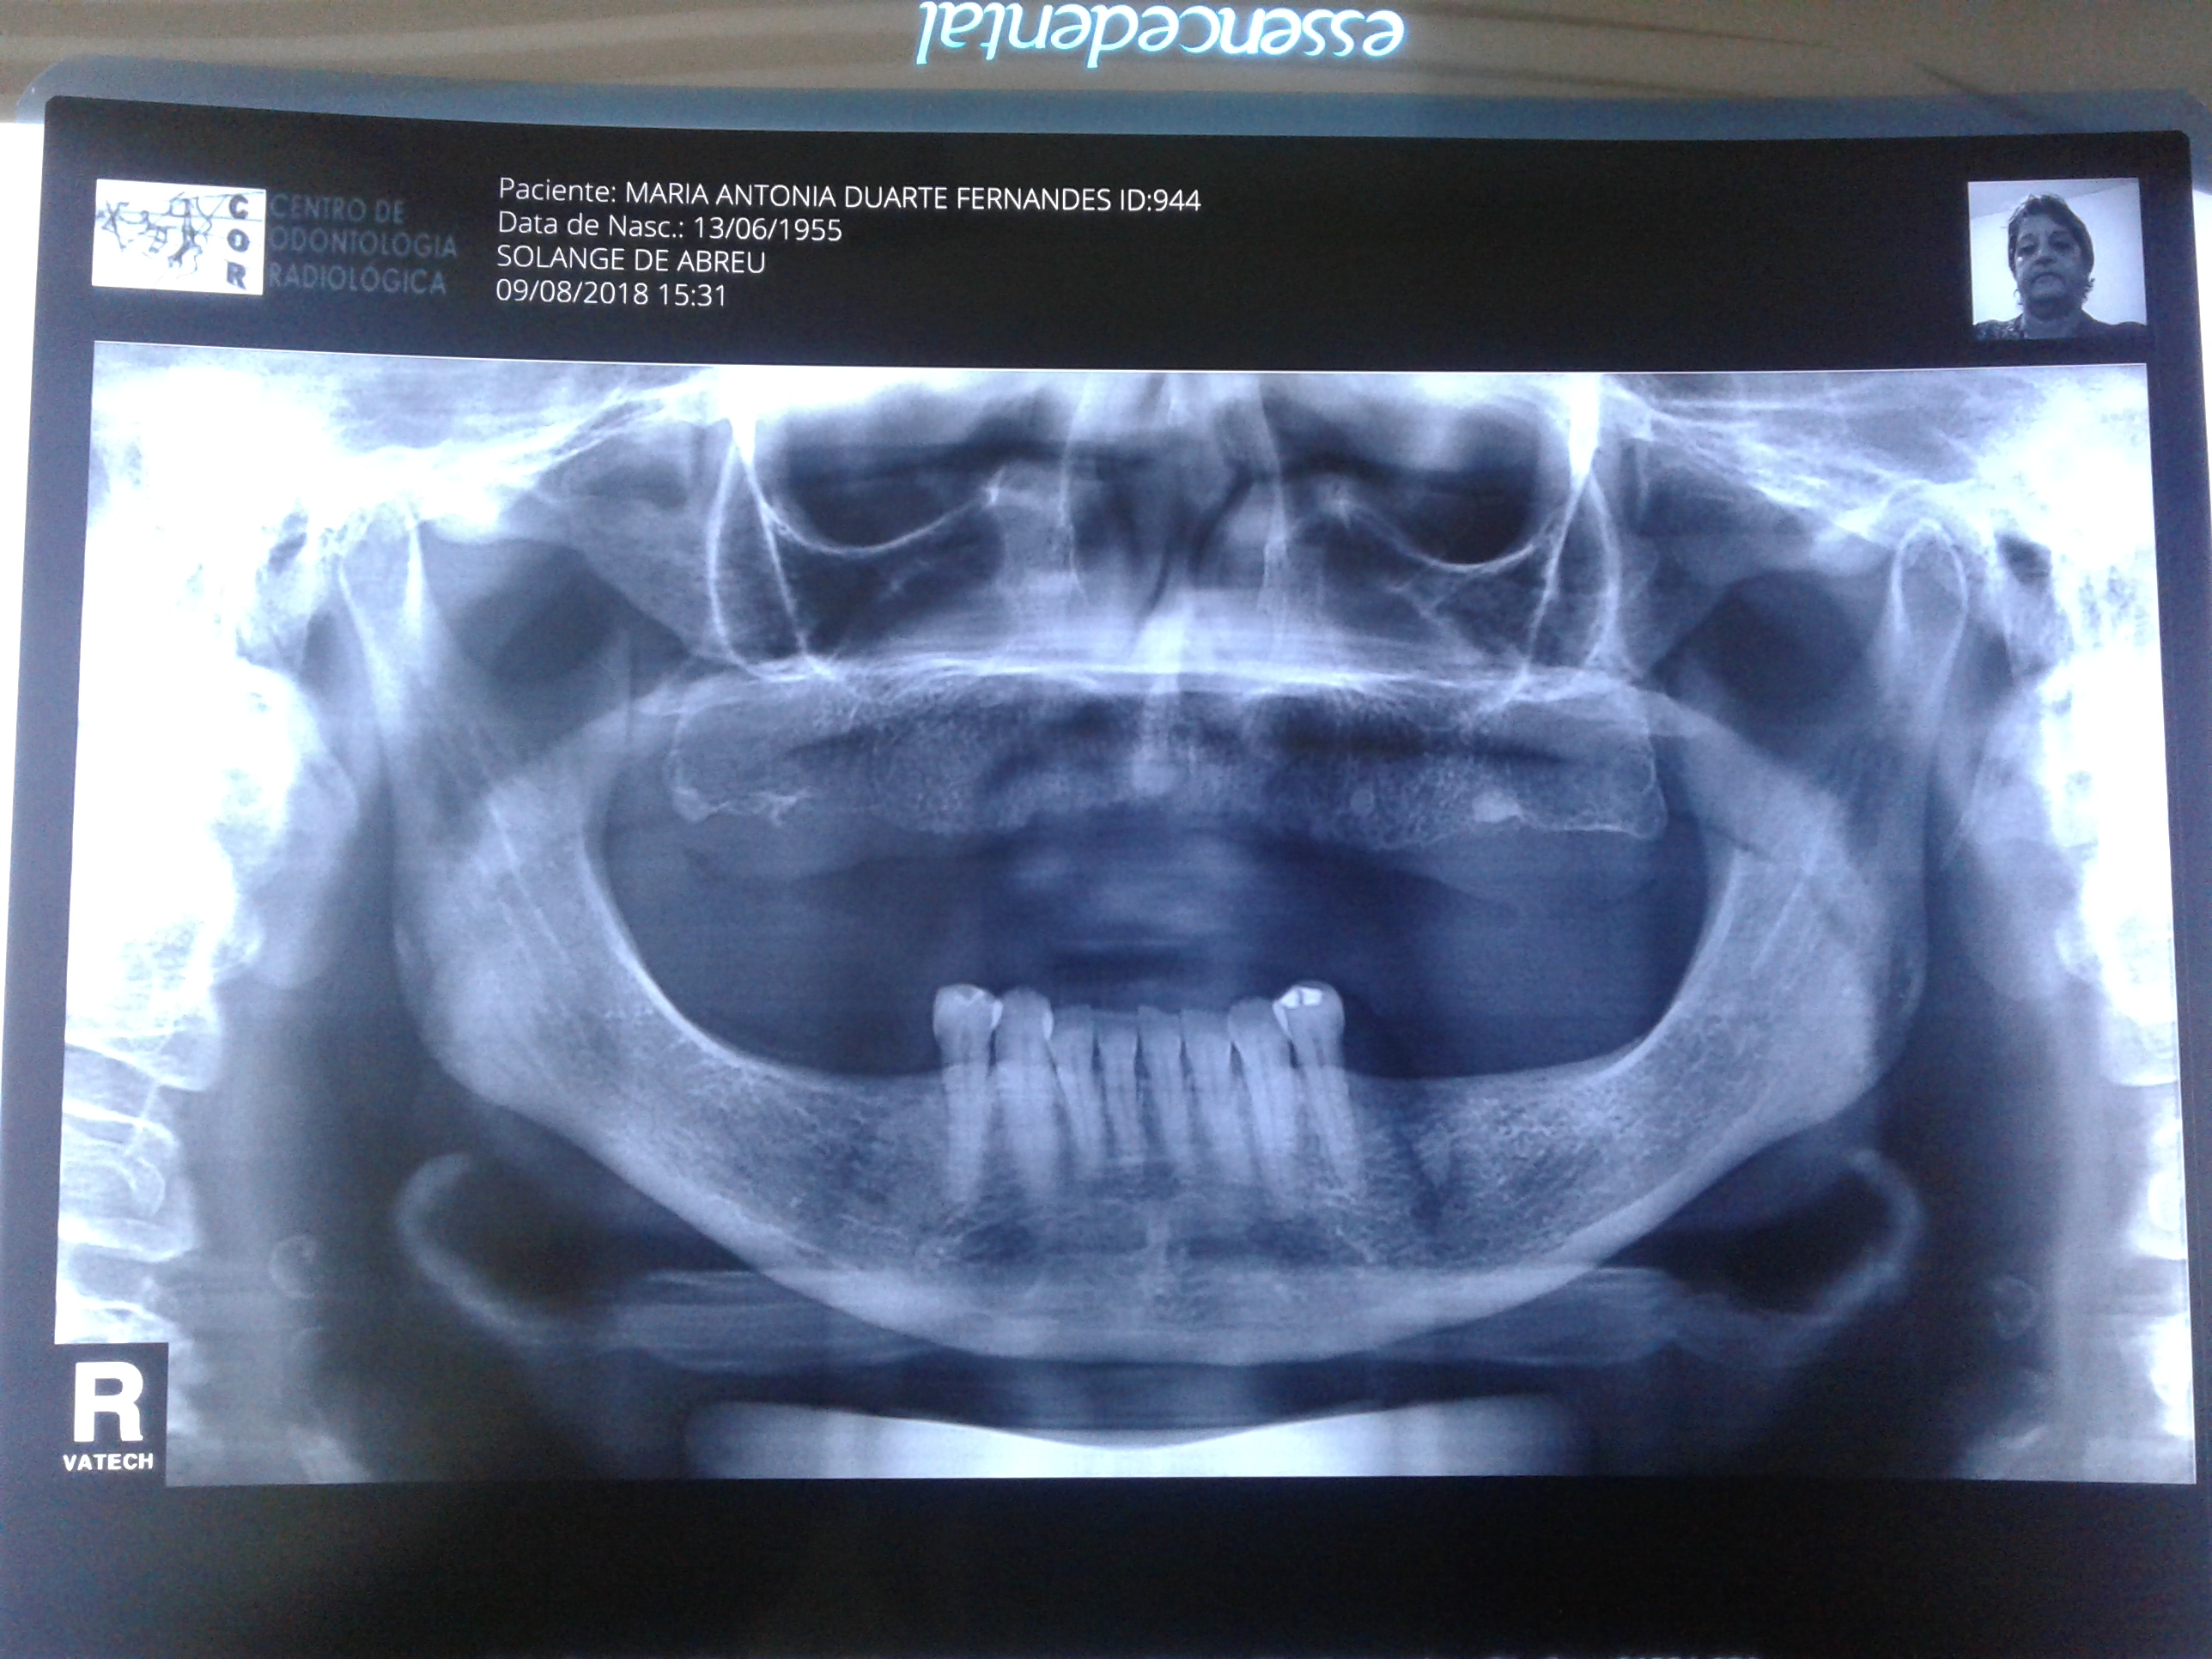 essencedental
COR
CENTRO DE
ODONTOLOGIA
RADIOLÓGICA
Paciente: MARIA ANTONIA DUARTE FERNANDES ID:944
Data de Nasc.: 13/06/1955
SOLANGE DE ABREU
09/08/2018 15:31
R
VATECH